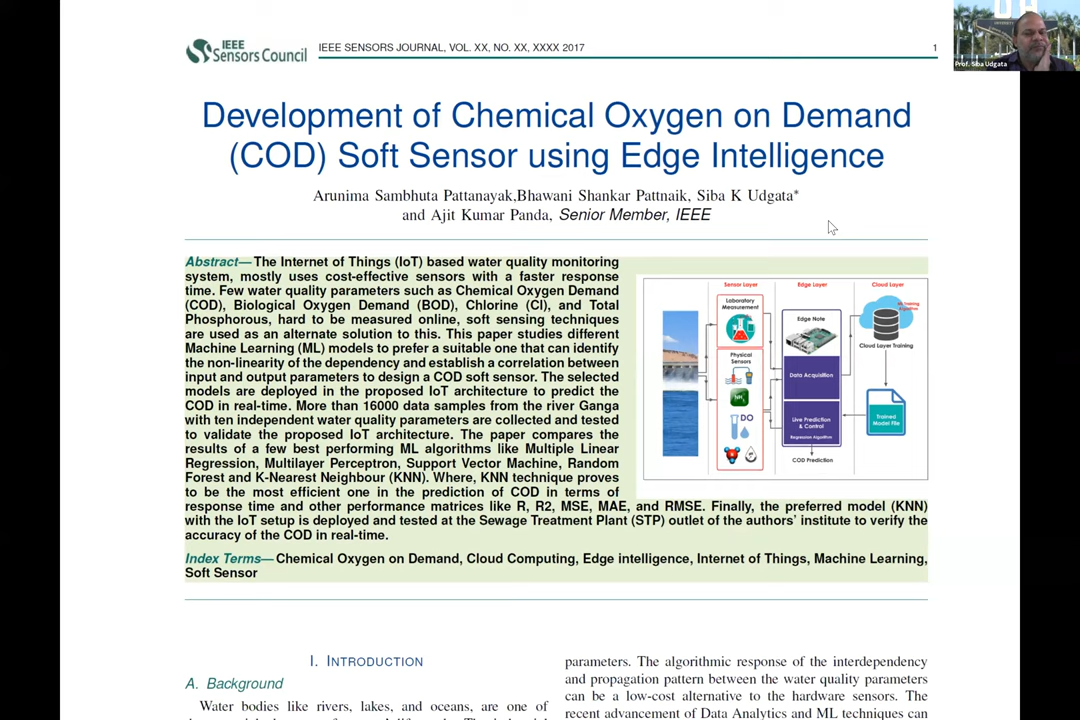 IEEE
Sensors Council
IEEE SENSORS JOURNAL, VOL. XX, NO. XX, XXXX 2017
1
Prof. Siba Udgata
Development of Chemical Oxygen on Demand
(COD) Soft Sensor using Edge Intelligence
Arunima Sambhuta Pattanayak,Bhawani Shankar Pattnaik, Siba K Udgata*
and Ajit Kumar Panda, Senior Member, IEEE
Abstract— The Internet of Things (IoT) based water quality monitoring
system, mostly uses cost-effective sensors with a faster response
time. Few water quality parameters such as Chemical Oxygen Demand
(COD), Biological Oxygen Demand (BOD), Chlorine (Cl), and Total
Phosphorous, hard to be measured online, soft sensing techniques
are used as an alternate solution to this. This paper studies different
Machine Learning (ML) models to prefer a suitable one that can identify
the non-linearity of the dependency and establish a correlation between
input and output parameters to design a COD soft sensor. The selected
models are deployed in the proposed IoT architecture to predict the
COD in real-time. More than 16000 data samples from the river Ganga
with ten independent water quality parameters are collected and tested
to validate the proposed IoT architecture. The paper compares the
results of a few best performing ML algorithms like Multiple Linear
Regression, Multilayer Perceptron, Support Vector Machine, Random
Forest and K-Nearest Neighbour (KNN). Where, KNN technique proves
to be the most efficient one in the prediction of COD in terms of
response time and other performance matrices like R, R2, MSE, MAE, and RMSE. Finally, the preferred model (KNN)
with the IoT setup is deployed and tested at the Sewage Treatment Plant (STP) outlet of the authors' institute to verify the
accuracy of the COD in real-time.
Sensor Layer
Laboratory
Measurement
Physical
Sensors
DO
Edge Layer
Edge Note
Data Acquisition
Live Prediction
& Control
Regression Algorithm
COD Prediction
Cloud Layer
Cloud Layer Training
Trained
Model File
Index Terms— Chemical Oxygen on Demand, Cloud Computing, Edge intelligence, Internet of Things, Machine Learning,
Soft Sensor
I. INTRODUCTION
A. Background
Water bodies like rivers, lakes, and oceans, are one of
parameters. The algorithmic response of the interdependency
and propagation pattern between the water quality parameters
can be a low-cost alternative to the hardware sensors. The
recent advancement of Data Analytics and ML techniques can